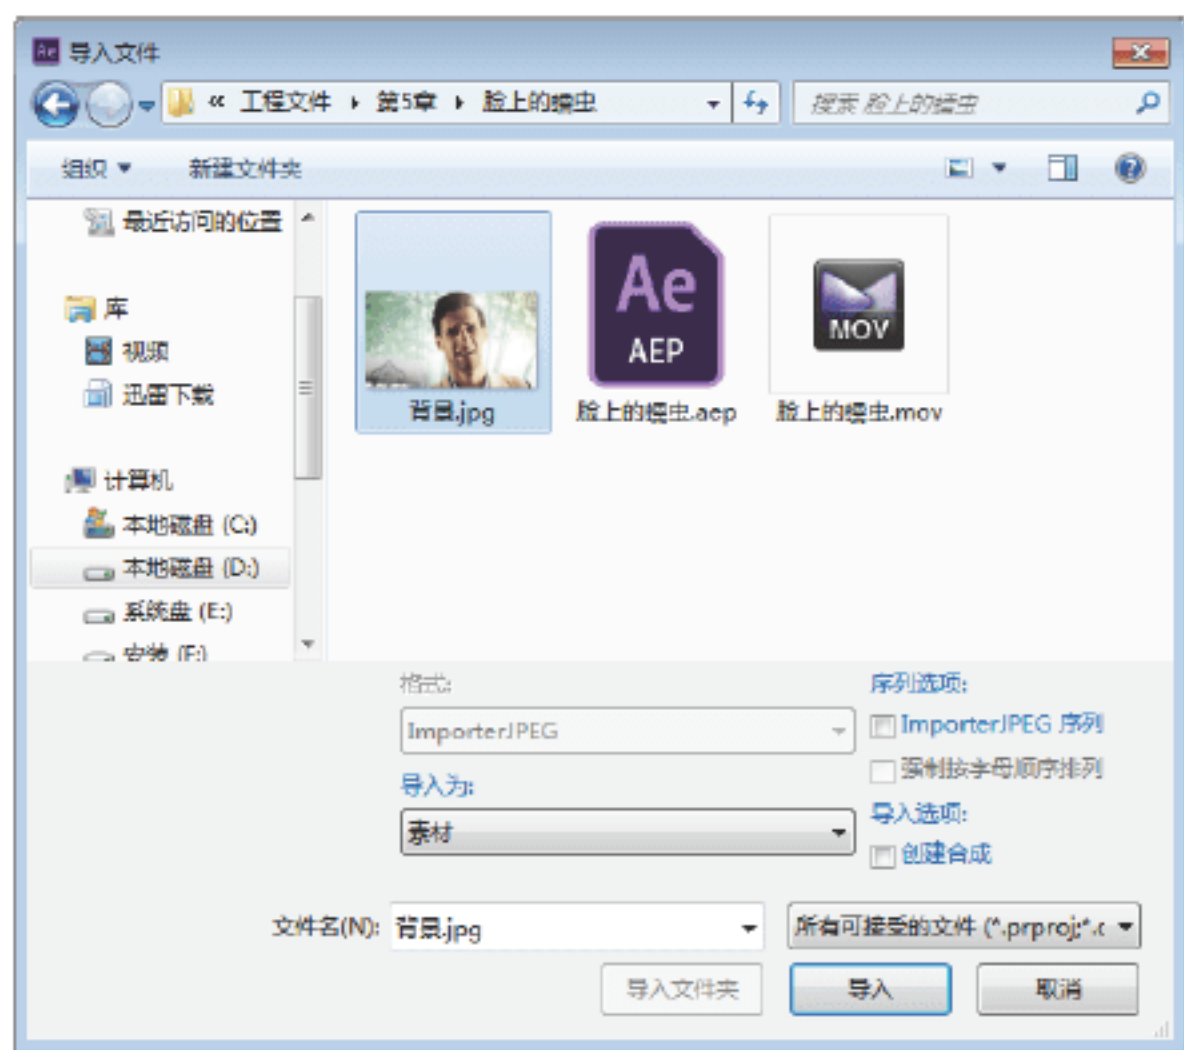 Ae 导入文件
« 工程文件 ▸ 第5章 ▸ 脸上的蠕虫
搜索 脸上的蠕虫
组织 ▼ 新建文件夹
最近访问的位置
库
视频
迅雷下载
计算机
本地磁盘 (C:)
本地磁盘 (D:)
系统盘 (E:)
安装 (F:)
Ae
AEP
MOV
背景.jpg
脸上的蠕虫.aep
脸上的蠕虫.mov
格式:
ImporterJPEG
导入为:
素材
序列选项:
ImporterJPEG 序列
强制按字母顺序排列
导入选项:
创建合成
文件名(N): 背景.jpg
所有可接受的文件 (*.prproj;*.c
导入文件夹 导入 取消